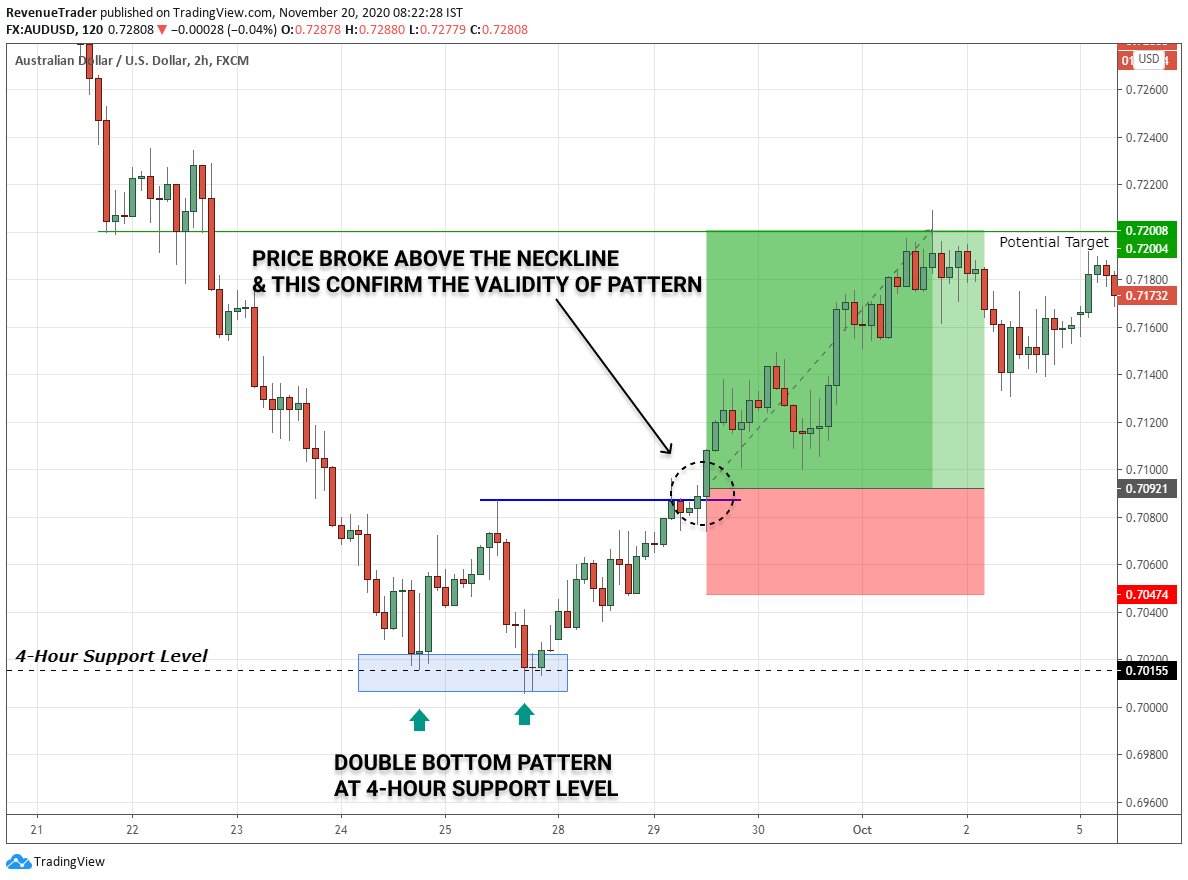 RevenueTrader published on TradingView.com, November 20, 2020 08:22:28 IST
FX:AUDUSD, 120 0.72808 ▼ −0.00028 (−0.04%) O:0.72878 H:0.72880 L:0.72779 C:0.72808
Australian Dollar / U.S. Dollar, 2h, FXCM
USD
0.72600
0.72400
0.72200
0.72008
Potential Target
0.72004
PRICE BROKE ABOVE THE NECKLINE
& THIS CONFIRM THE VALIDITY OF PATTERN
0.71800
0.71732
0.71600
0.71400
0.71200
0.71000
0.70921
0.70800
0.70600
0.70474
0.70400
4-Hour Support Level
0.70155
0.70000
DOUBLE BOTTOM PATTERN
AT 4-HOUR SUPPORT LEVEL
0.69800
0.69600
21 22 23 24 25 28 29 30 Oct 2 5
TradingView